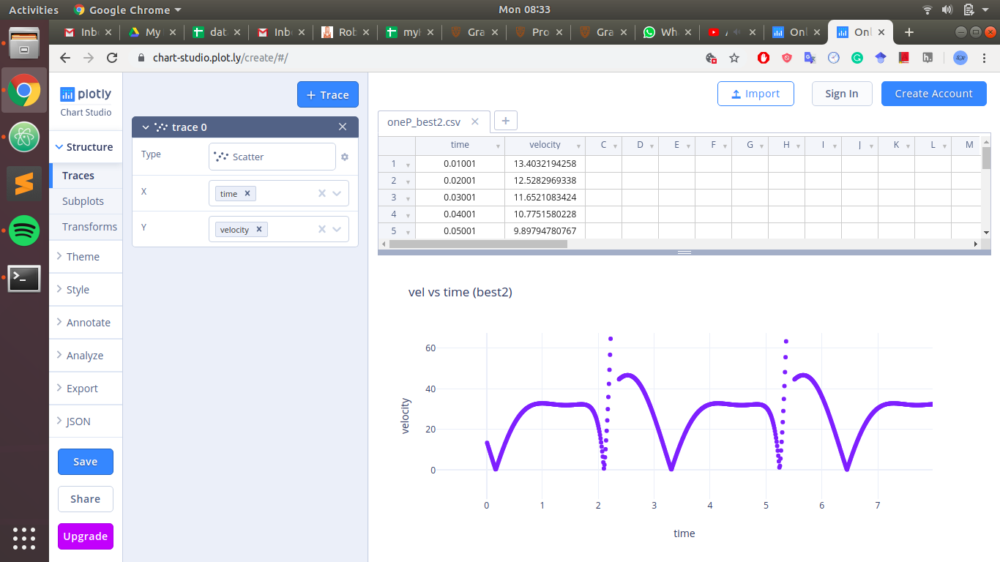 Activities Google Chrome Mon 08:33
Inb My dat Inb Rob my Gra Pro Gra Wha Onl Onl
chart-studio.plot.ly/create/#/
plotly
Chart Studio
Structure
Traces
Subplots
Transforms
Theme
Style
Annotate
Analyze
Export
JSON
Save
Share
Upgrade
+ Trace
trace 0
Type Scatter
X time
Y velocity
Import Sign In Create Account
oneP_best2.csv
time velocity C D E F G H I J K L M
1 0.01001 13.4032194258
2 0.02001 12.5282969338
3 0.03001 11.6521083424
4 0.04001 10.7751580228
5 0.05001 9.89794780767
vel vs time (best2)
60
40
20
0
velocity
0 1 2 3 4 5 6 7
time